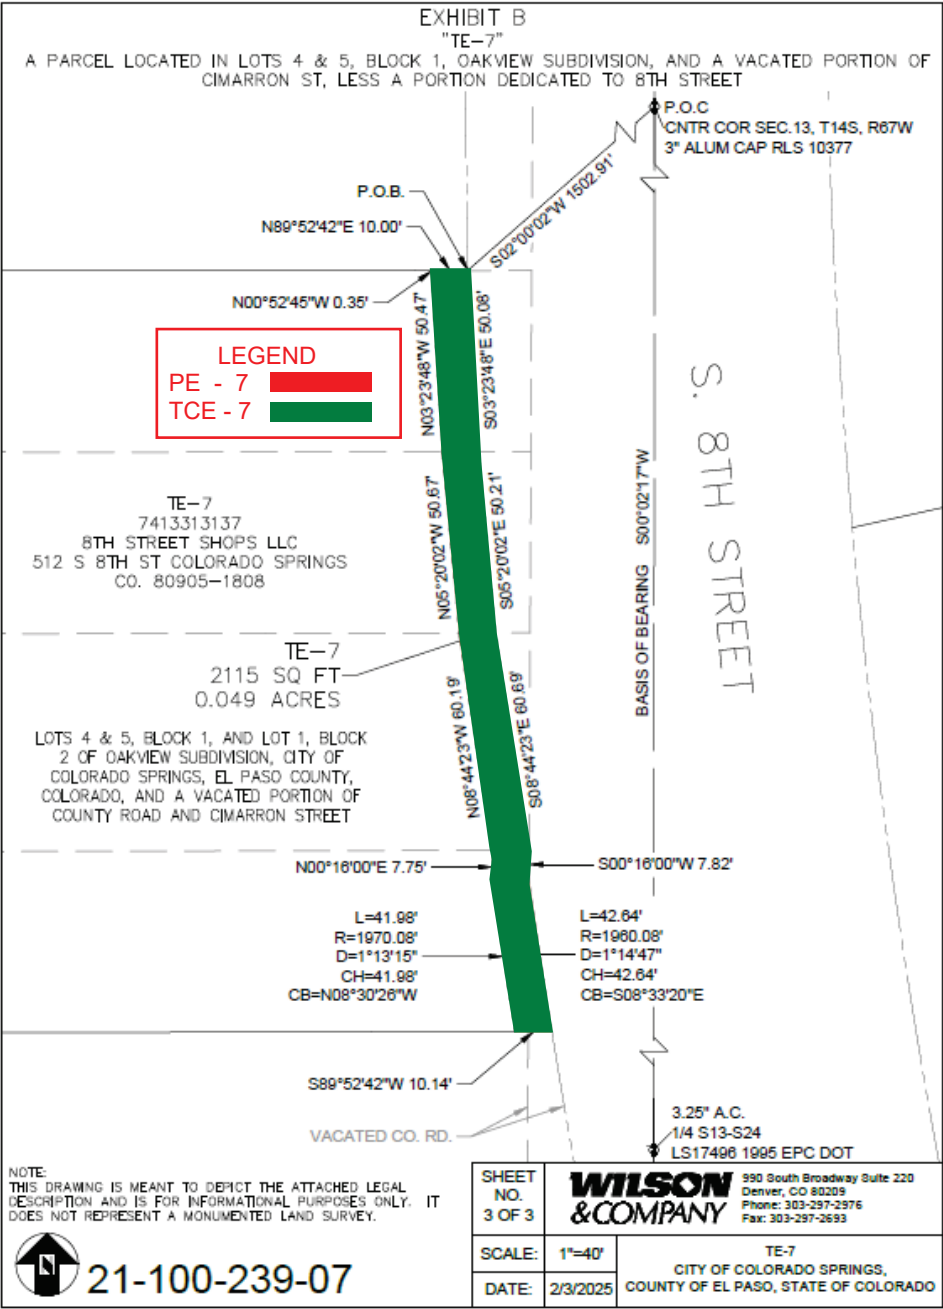 EXHIBIT B
"TE-7"
A PARCEL LOCATED IN LOTS 4 & 5, BLOCK 1, OAKVIEW SUBDIVISION, AND A VACATED PORTION OF
CIMARRON ST, LESS A PORTION DEDICATED TO 8TH STREET
P.O.C
CNTR COR SEC.13, T14S, R67W
3" ALUM CAP RLS 10377
S02°00'02"W 1502.91'
P.O.B.
N89°52'42"E 10.00'
N00°52'45"W 0.35'
N03°23'48"W 50.47'
S03°23'48"E 50.08'
LEGEND
PE - 7
TCE - 7
S. 8TH STREET
BASIS OF BEARING S00°02'17"W
TE-7
7413313137
8TH STREET SHOPS LLC
512 S 8TH ST COLORADO SPRINGS
CO. 80905-1808
N05°20'02"W 50.67'
S05°20'02"E 50.21'
TE-7
2115 SQ FT
0.049 ACRES
N08°44'23"W 60.19'
S08°44'23"E 60.69'
LOTS 4 & 5, BLOCK 1, AND LOT 1, BLOCK
2 OF OAKVIEW SUBDIVISION, CITY OF
COLORADO SPRINGS, EL PASO COUNTY,
COLORADO, AND A VACATED PORTION OF
COUNTY ROAD AND CIMARRON STREET
N00°16'00"E 7.75'
S00°16'00"W 7.82'
L=41.98'
R=1970.08'
D=1°13'15"
CH=41.98'
CB=N08°30'26"W
L=42.64'
R=1960.08'
D=1°14'47"
CH=42.64'
CB=S08°33'20"E
S89°52'42"W 10.14'
VACATED CO. RD.
3.25" A.C.
1/4 S13-S24
LS17496 1995 EPC DOT
NOTE:
THIS DRAWING IS MEANT TO DEPICT THE ATTACHED LEGAL
DESCRIPTION AND IS FOR INFORMATIONAL PURPOSES ONLY. IT
DOES NOT REPRESENT A MONUMENTED LAND SURVEY.
N
21-100-239-07
SHEET
NO.
3 OF 3
WILSON
&COMPANY
990 South Broadway Suite 220
Denver, CO 80209
Phone: 303-297-2976
Fax: 303-297-2693
SCALE: 1"=40'
DATE: 2/3/2025
TE-7
CITY OF COLORADO SPRINGS,
COUNTY OF EL PASO, STATE OF COLORADO